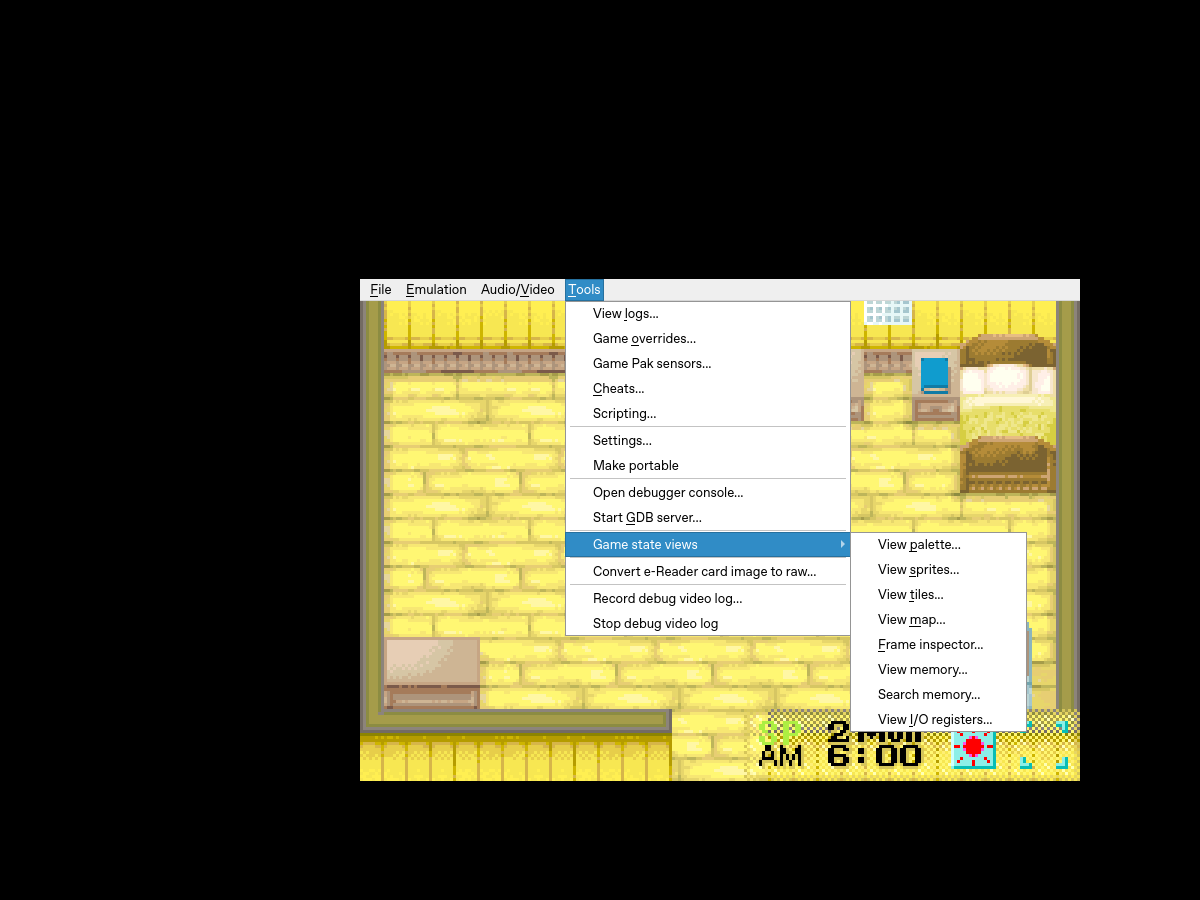 File Emulation Audio/Video Tools
View logs...
Game overrides...
Game Pak sensors...
Cheats...
Scripting...
Settings...
Make portable
Open debugger console...
Start GDB server...
Game state views
View palette...
View sprites...
View tiles...
View map...
Frame inspector...
View memory...
Search memory...
View I/O registers...
Convert e-Reader card image to raw...
Record debug video log...
Stop debug video log
SP 2 Mon
AM 6:00